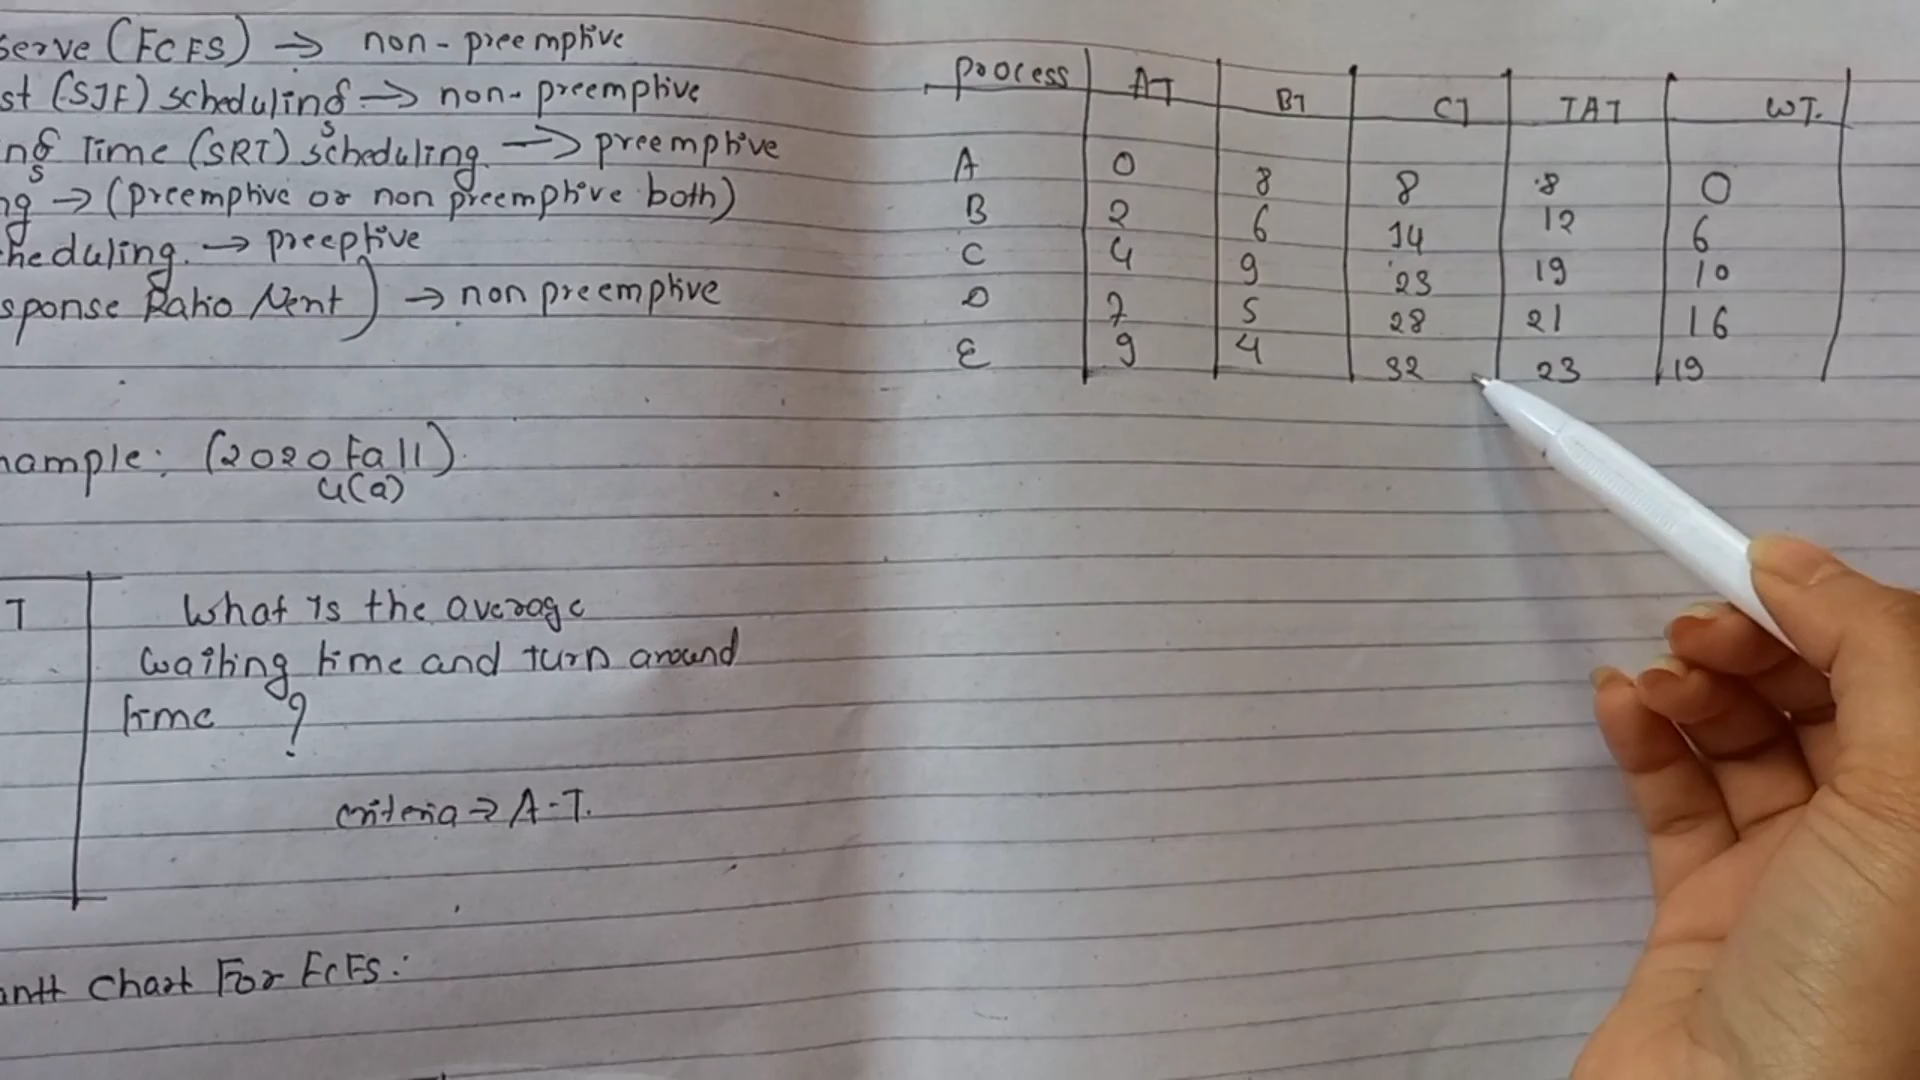 serve (FCFS) → non-preemptive
st (SJF) scheduling → non-preemptive
ng Time (SRT) scheduling → preemptive
ng → (preemptive or non preemptive both)
heduling. → preeptive
sponse Ratio Nent) → non preemptive
ample: (2020 Fall)
4(a)
T
What is the average
waiting time and turn around
time ?
criteria → A-T.
antt chart For FCFS:
process AT BT CT TAT WT.
A 0 8 8 8 0
B 2 6 14 12 6
C 4 9 23 19 10
D 7 5 28 21 16
E 9 4 32 23 19